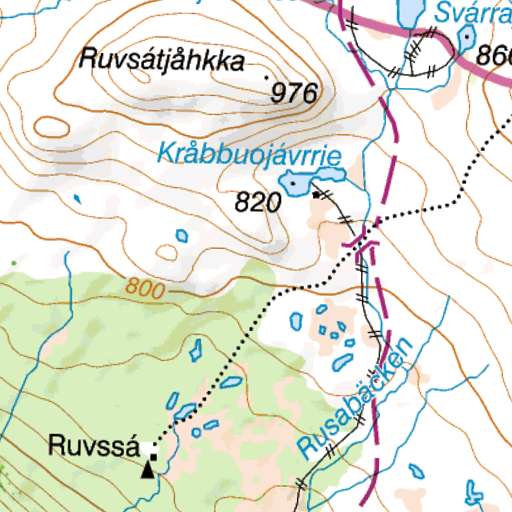 Svárra
860
Ruvsátjåhkka
976
Kråbbuojávrrie
820
800
Rusabäcken
Ruvssá